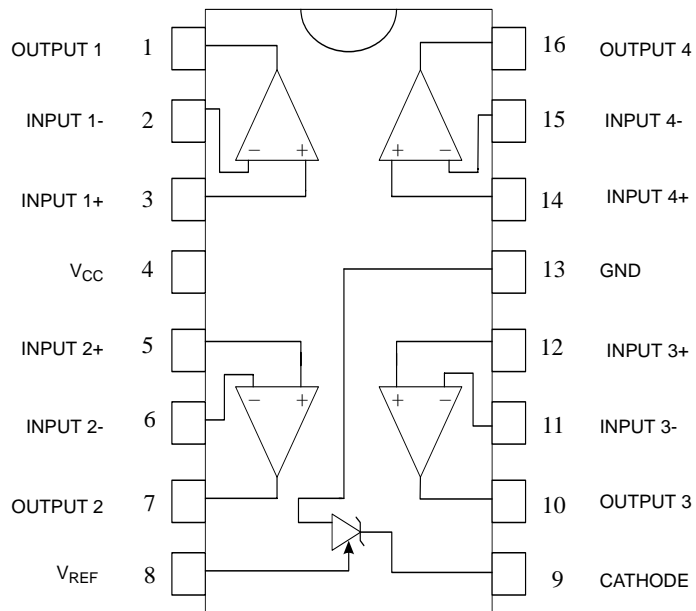 OUTPUT 1 1 16 OUTPUT 4
INPUT 1- 2 15 INPUT 4-
− + + −
INPUT 1+ 3 14 INPUT 4+
VCC 4 13 GND
INPUT 2+ 5 12 INPUT 3+
− + + −
INPUT 2- 6 11 INPUT 3-
OUTPUT 2 7 10 OUTPUT 3
VREF 8 9 CATHODE